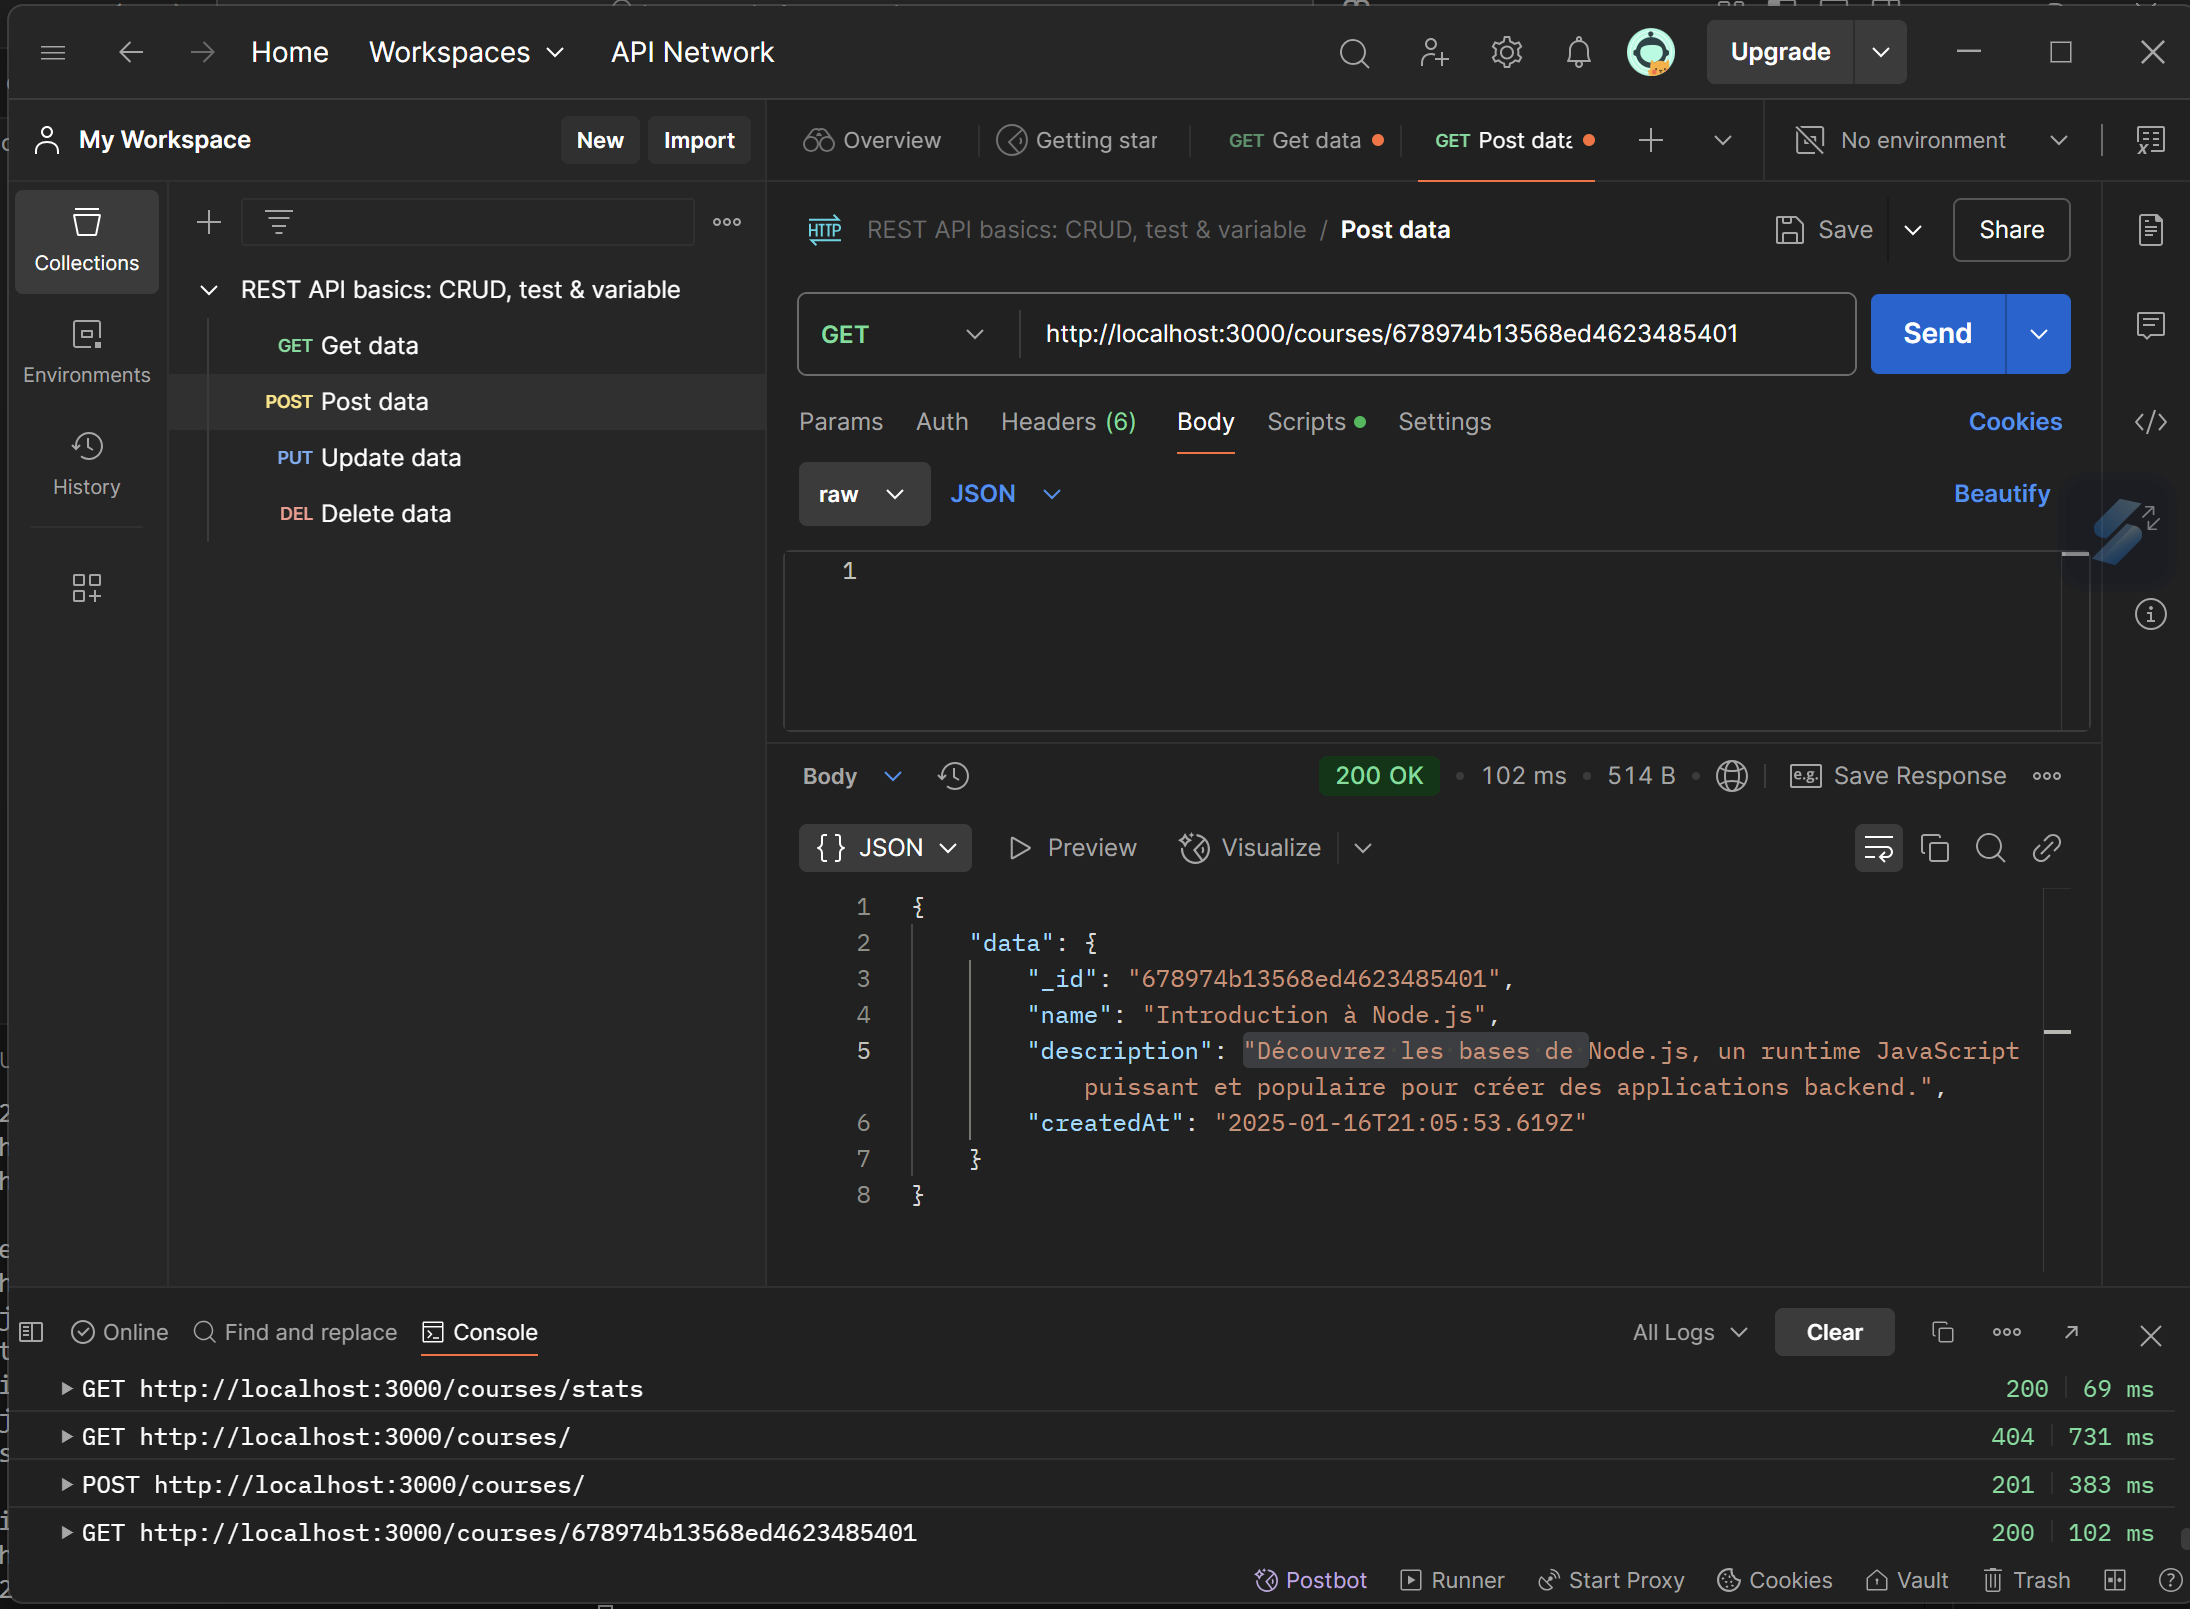 Home Workspaces API Network Upgrade
My Workspace New Import
Overview Getting star GET Get data GET Post data No environment
Collections
Environments
History
REST API basics: CRUD, test & variable
GET Get data
POST Post data
PUT Update data
DEL Delete data
HTTP REST API basics: CRUD, test & variable / Post data Save Share
GET http://localhost:3000/courses/678974b13568ed4623485401 Send
Params Auth Headers (6) Body Scripts Settings Cookies
raw JSON Beautify
1
Body 200 OK • 102 ms • 514 B • e.g. Save Response
{} JSON Preview Visualize
1 {
2 "data": {
3 "_id": "678974b13568ed4623485401",
4 "name": "Introduction à Node.js",
5 "description": "Découvrez les bases de Node.js, un runtime JavaScript
puissant et populaire pour créer des applications backend.",
6 "createdAt": "2025-01-16T21:05:53.619Z"
7 }
8 }
Online Find and replace Console All Logs Clear
GET http://localhost:3000/courses/stats 200 69 ms
GET http://localhost:3000/courses/ 404 731 ms
POST http://localhost:3000/courses/ 201 383 ms
GET http://localhost:3000/courses/678974b13568ed4623485401 200 102 ms
Postbot Runner Start Proxy Cookies Vault Trash